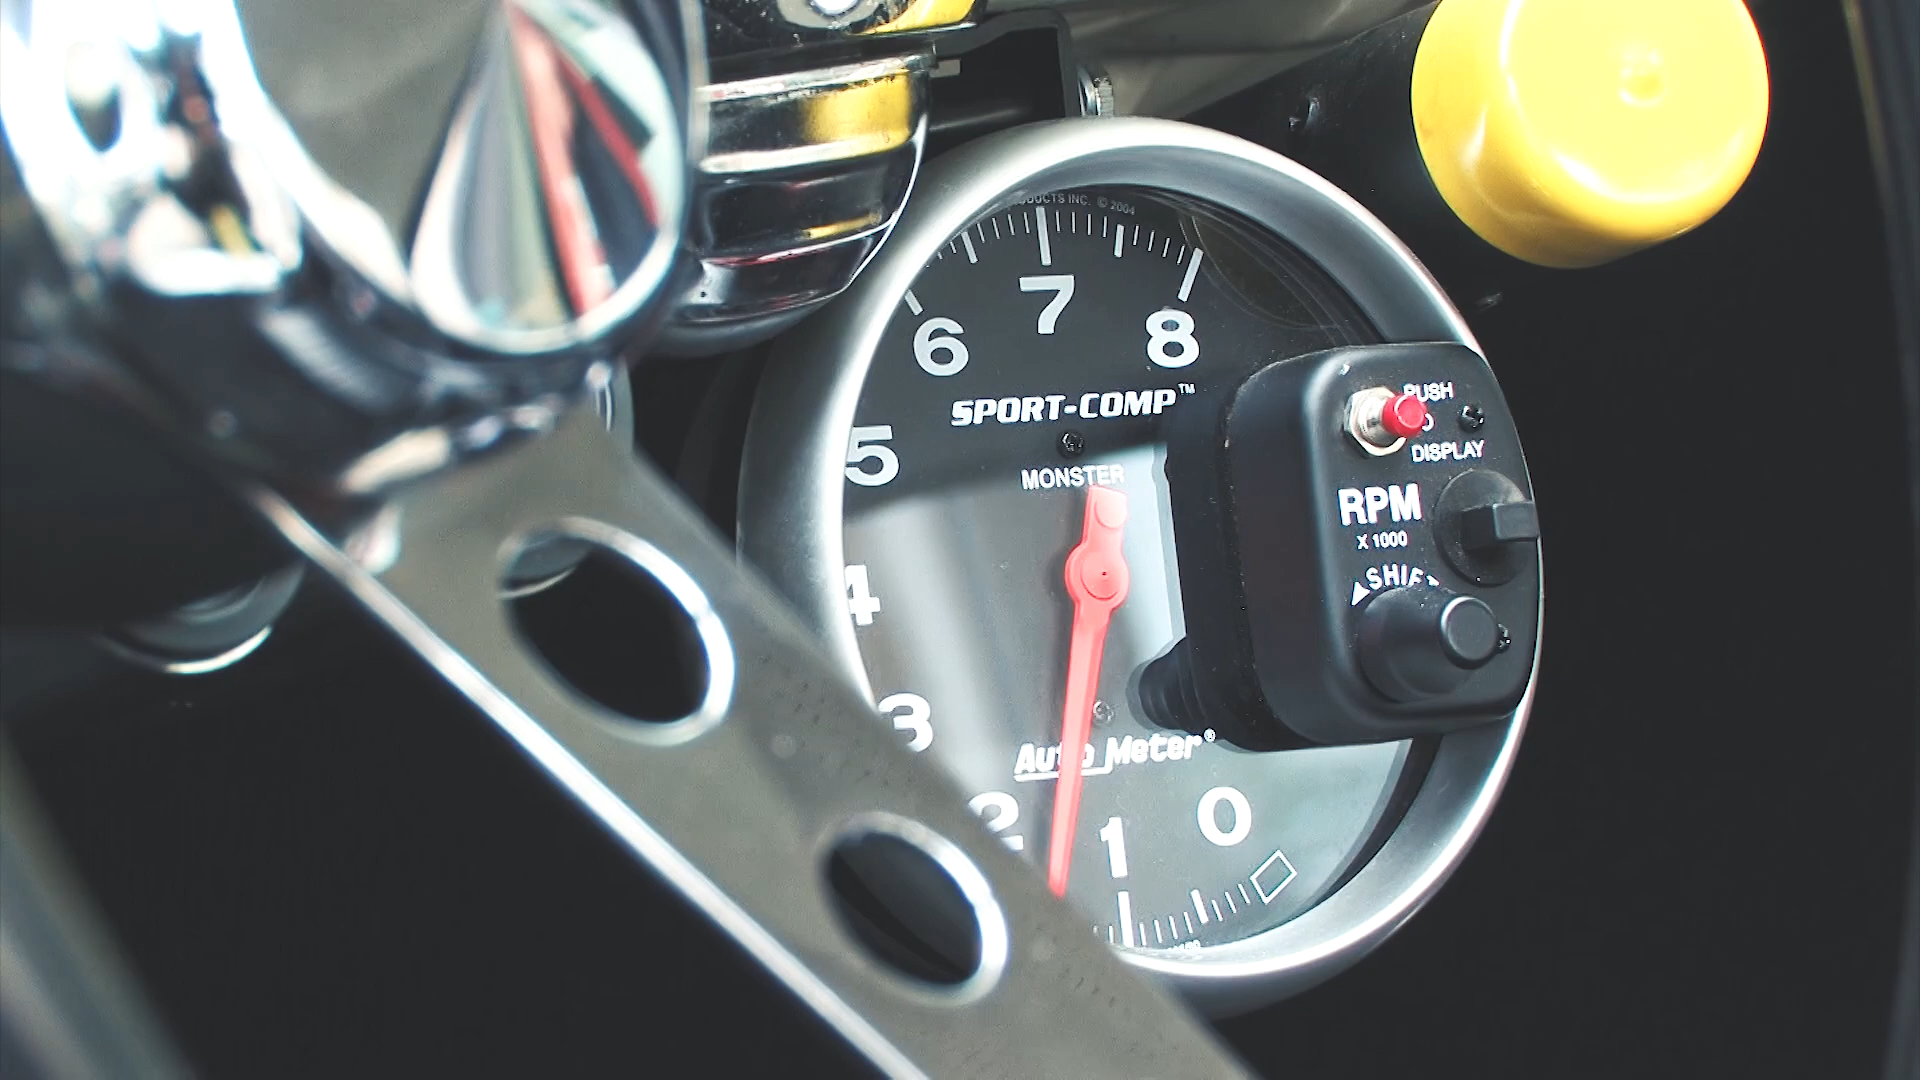 INC. © 2004
7
6
8
SPORT-COMP™
5
MONSTER
4
3
Auto Meter®
2
1
0
PUSH
DISPLAY
RPM
X 1000